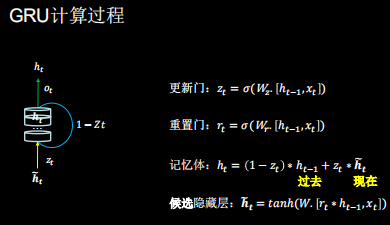 GRU计算过程
h_t
o_t
h_t
...
1 − Z_t
z_t
h̃_t
更新门：z_t = σ(W_z. [h_{t−1}, x_t])
重置门：r_t = σ(W_r. [h_{t−1}, x_t])
记忆体：h_t = (1 − z_t) ∗ h_{t−1} + z_t ∗ h̃_t
过去 现在
候选隐藏层：h̃_t = tanh(W. [r_t ∗ h_{t−1}, x_t])